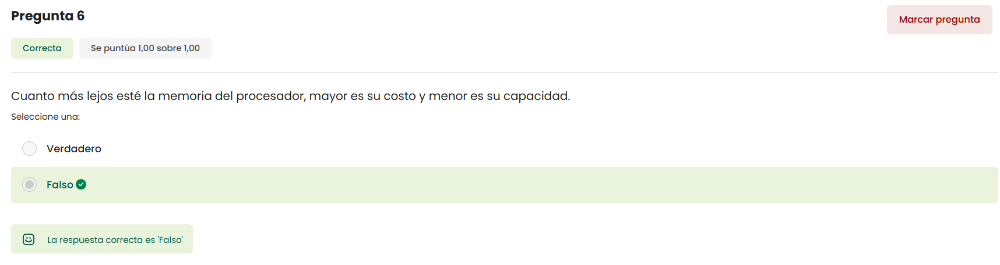 Pregunta 6
Marcar pregunta
Correcta
Se puntúa 1,00 sobre 1,00
Cuanto más lejos esté la memoria del procesador, mayor es su costo y menor es su capacidad.
Seleccione una:
Verdadero
Falso
La respuesta correcta es 'Falso'